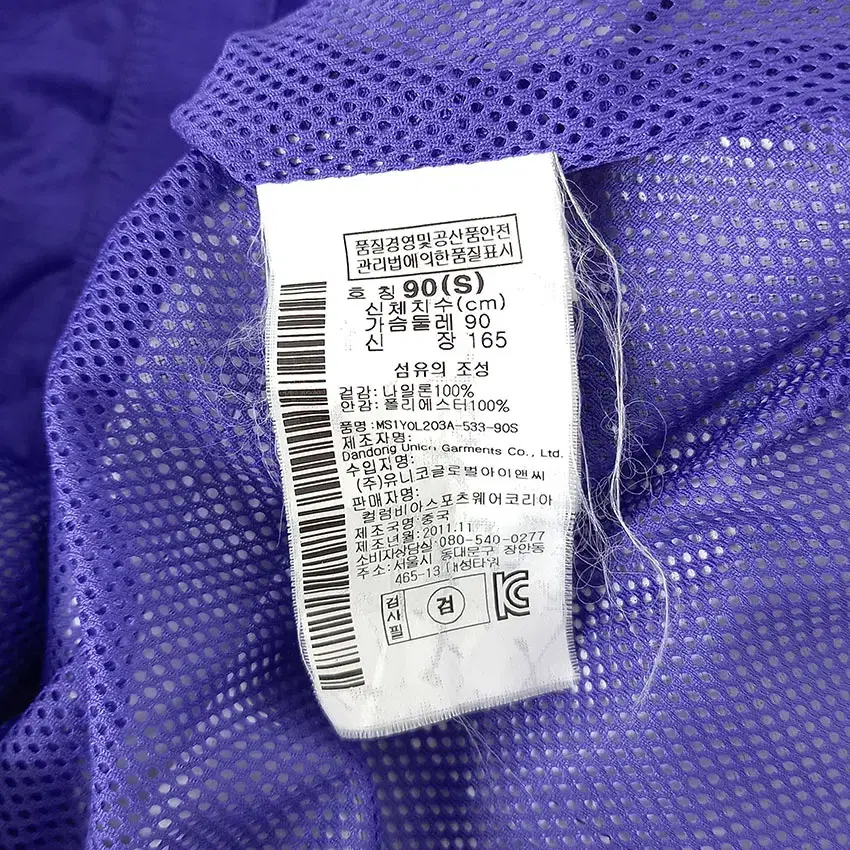 품질경영및공산품안전
관리법에의한품질표시
호 칭 90(S)
신체치수(cm)
가슴둘레 90
신 장 165
섬유의 조성
겉감: 나일론100%
안감: 폴리에스터100%
품명: MS1YOL203A-533-90S
제조자명:
Dandong Union Garments Co., Ltd.
수입자명:
(주)유니코글로벌아이앤씨
판매자명:
컬럼비아스포츠웨어코리아
제조국명:중국
제조년월:2011.11
소비자상담실:080-540-0277
주소:서울시 동대문구 장안동
465-13 대성타워
검사필
검
KC